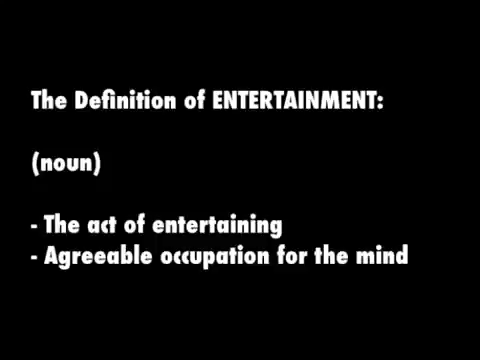 The Definition of ENTERTAINMENT:
(noun)
- The act of entertaining
- Agreeable occupation for the mind